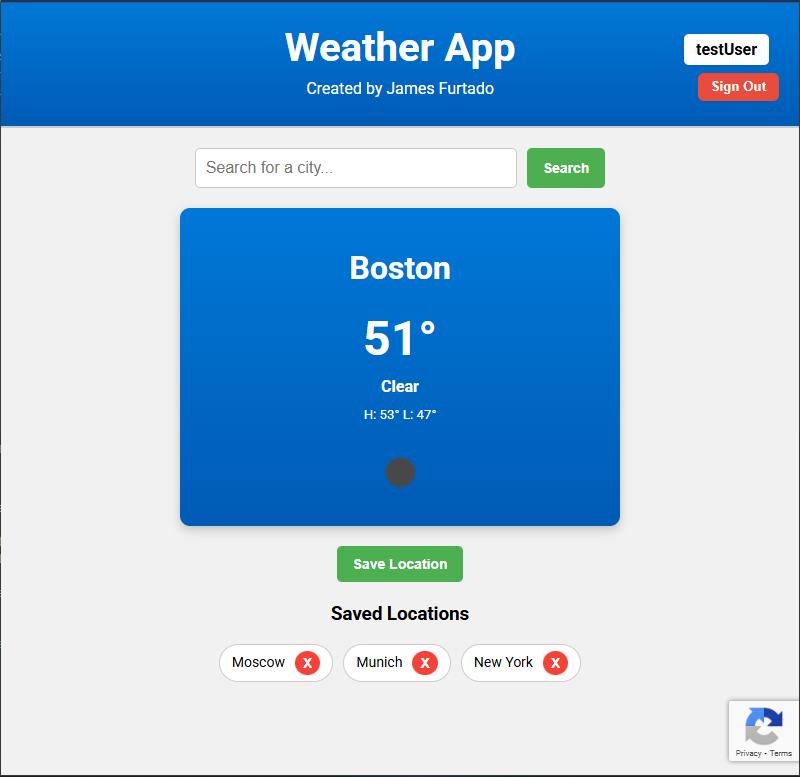 Weather App
Created by James Furtado
testUser
Sign Out
Search for a city...
Search
Boston
51°
Clear
H: 53° L: 47°
Save Location
Saved Locations
Moscow X Munich X New York X
Privacy - Terms